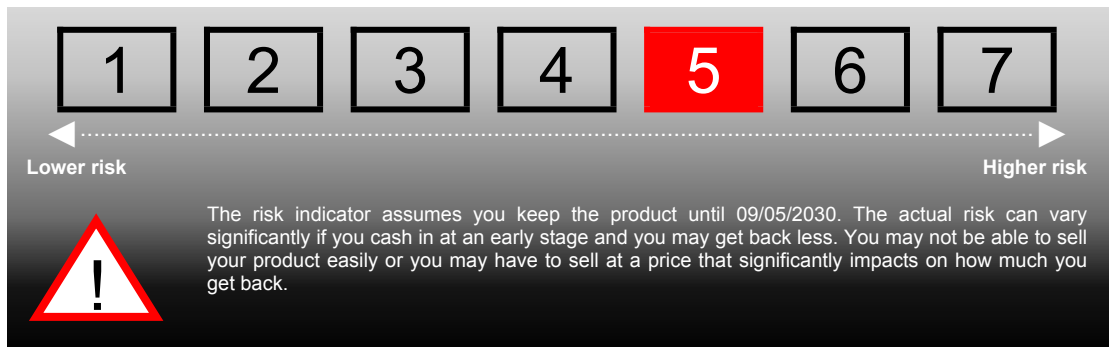 1 2 3 4 5 6 7
Lower risk Higher risk
The risk indicator assumes you keep the product until 09/05/2030. The actual risk can vary
significantly if you cash in at an early stage and you may get back less. You may not be able to sell
your product easily or you may have to sell at a price that significantly impacts on how much you
get back.
!